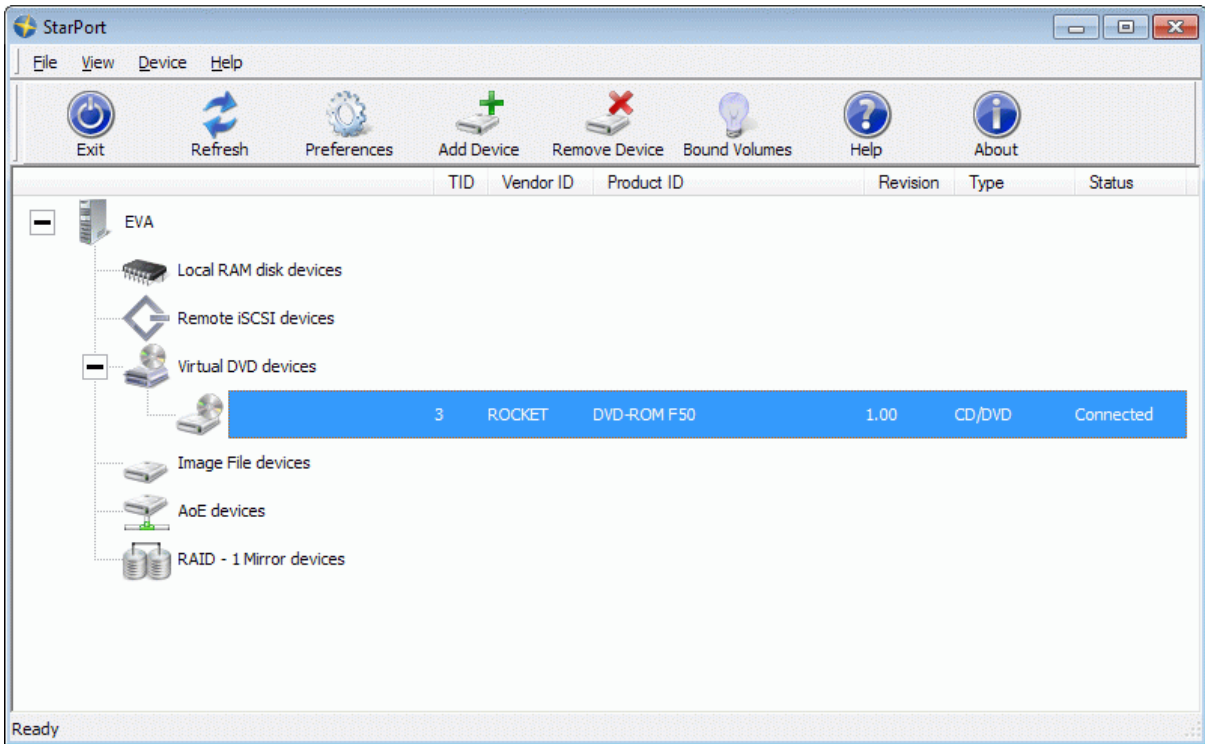 StarPort
File View Device Help
Exit Refresh Preferences Add Device Remove Device Bound Volumes Help About
TID Vendor ID Product ID Revision Type Status
EVA
Local RAM disk devices
Remote iSCSI devices
Virtual DVD devices
3 ROCKET DVD-ROM F50 1.00 CD/DVD Connected
Image File devices
AoE devices
RAID - 1 Mirror devices
Ready